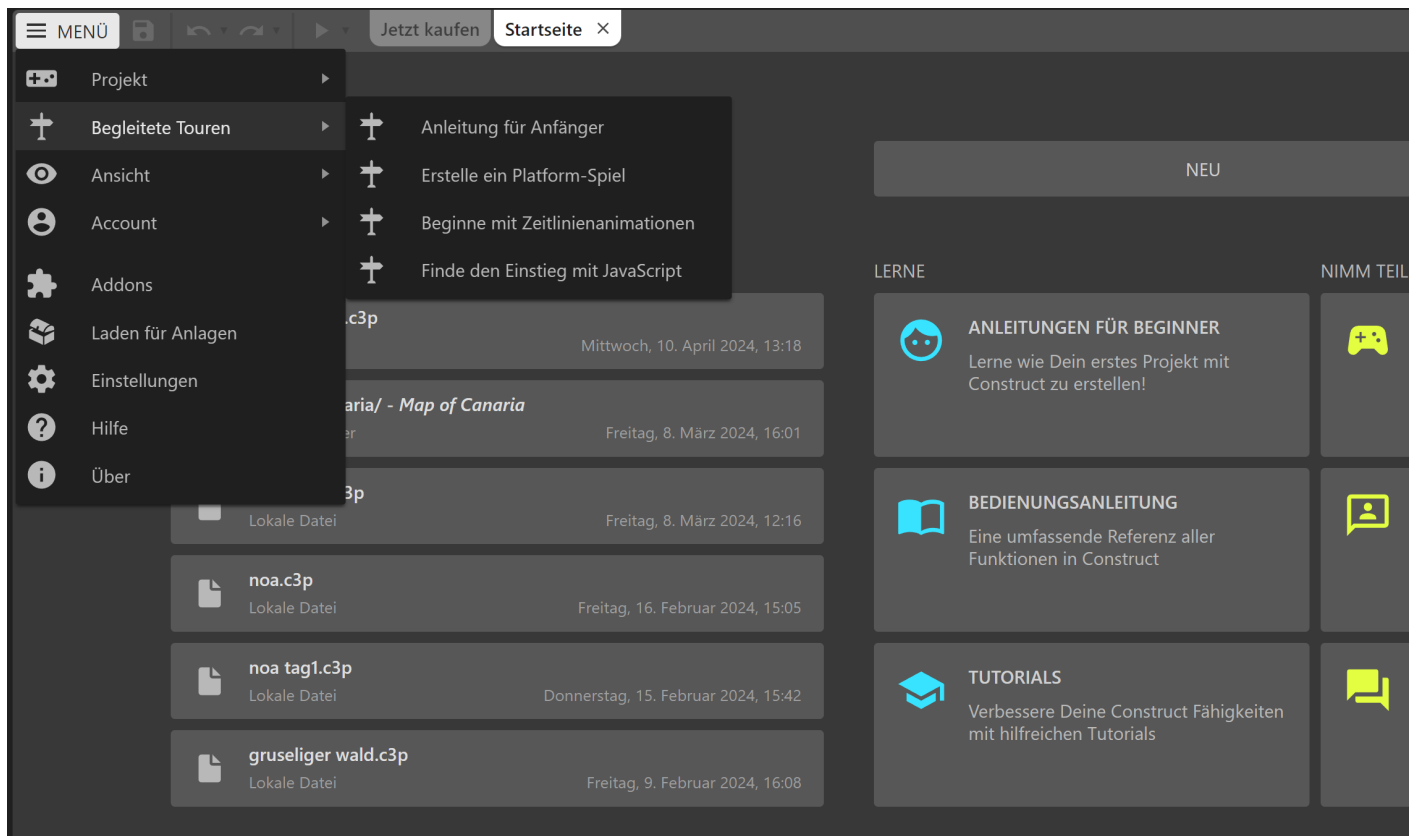 MENÜ
Jetzt kaufen
Startseite
Projekt
Begleitete Touren
Ansicht
Account
Addons
Laden für Anlagen
Einstellungen
Hilfe
Über
Anleitung für Anfänger
Erstelle ein Platform-Spiel
Beginne mit Zeitlinienanimationen
Finde den Einstieg mit JavaScript
.c3p
Mittwoch, 10. April 2024, 13:18
aria/ - Map of Canaria
er
Freitag, 8. März 2024, 16:01
3p
Lokale Datei
Freitag, 8. März 2024, 12:16
noa.c3p
Lokale Datei
Freitag, 16. Februar 2024, 15:05
noa tag1.c3p
Lokale Datei
Donnerstag, 15. Februar 2024, 15:42
gruseliger wald.c3p
Lokale Datei
Freitag, 9. Februar 2024, 16:08
NEU
LERNE
ANLEITUNGEN FÜR BEGINNER
Lerne wie Dein erstes Projekt mit
Construct zu erstellen!
BEDIENUNGSANLEITUNG
Eine umfassende Referenz aller
Funktionen in Construct
TUTORIALS
Verbessere Deine Construct Fähigkeiten
mit hilfreichen Tutorials
NIMM TEIL